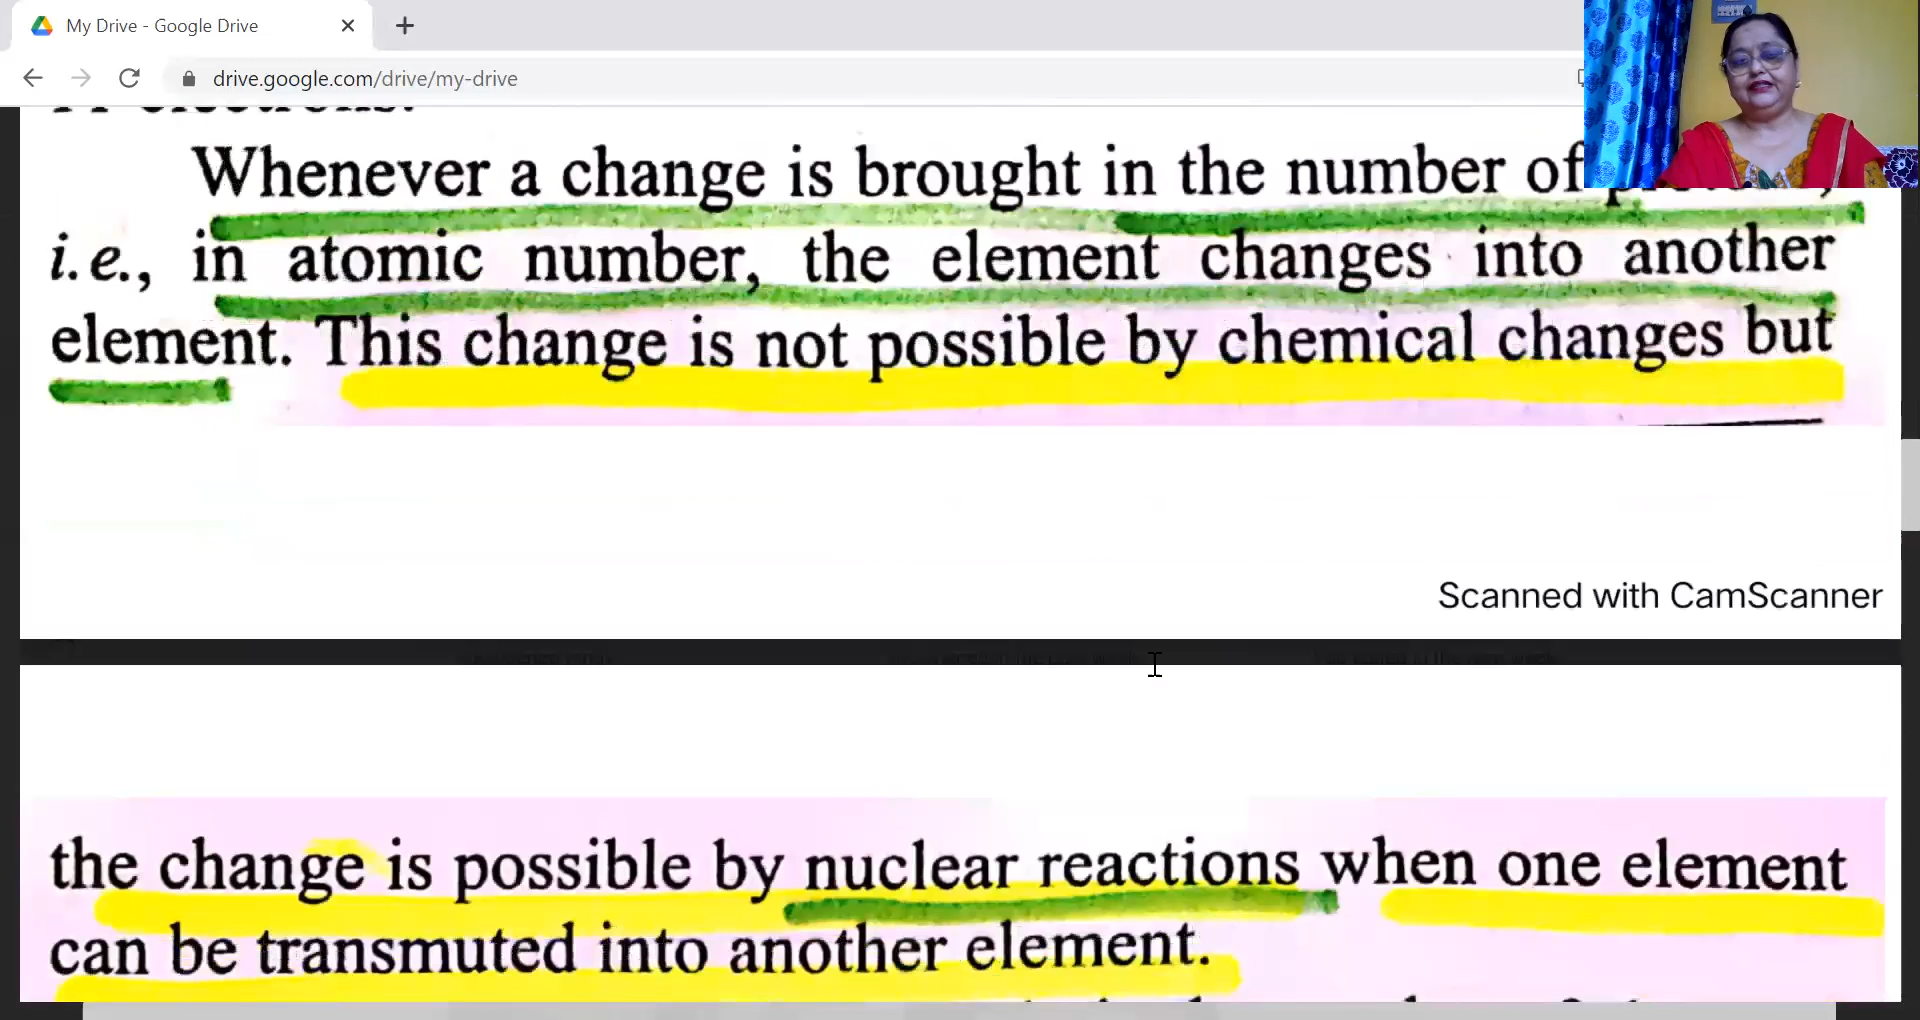 My Drive - Google Drive
drive.google.com/drive/my-drive
Whenever a change is brought in the number of
i.e., in atomic number, the element changes into another
element. This change is not possible by chemical changes but
Scanned with CamScanner
the change is possible by nuclear reactions when one element
can be transmuted into another element.